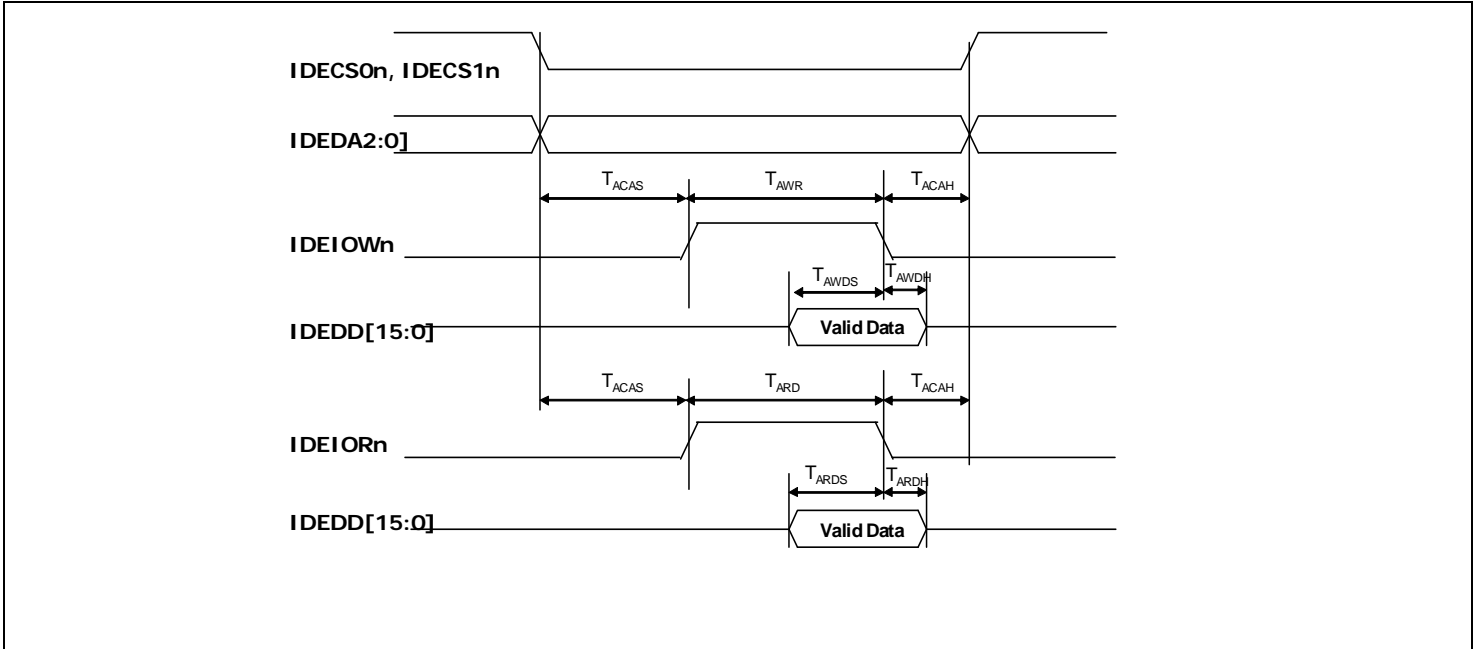 IDECS0n, IDECS1n
IDEDA2:0]
TACAS TAWR TACAH
IDEIOWn
TAWDS TAWDH
IDEDD[15:0]
Valid Data
TACAS TARD TACAH
IDEIORn
TARDS TARDH
IDEDD[15:0]
Valid Data